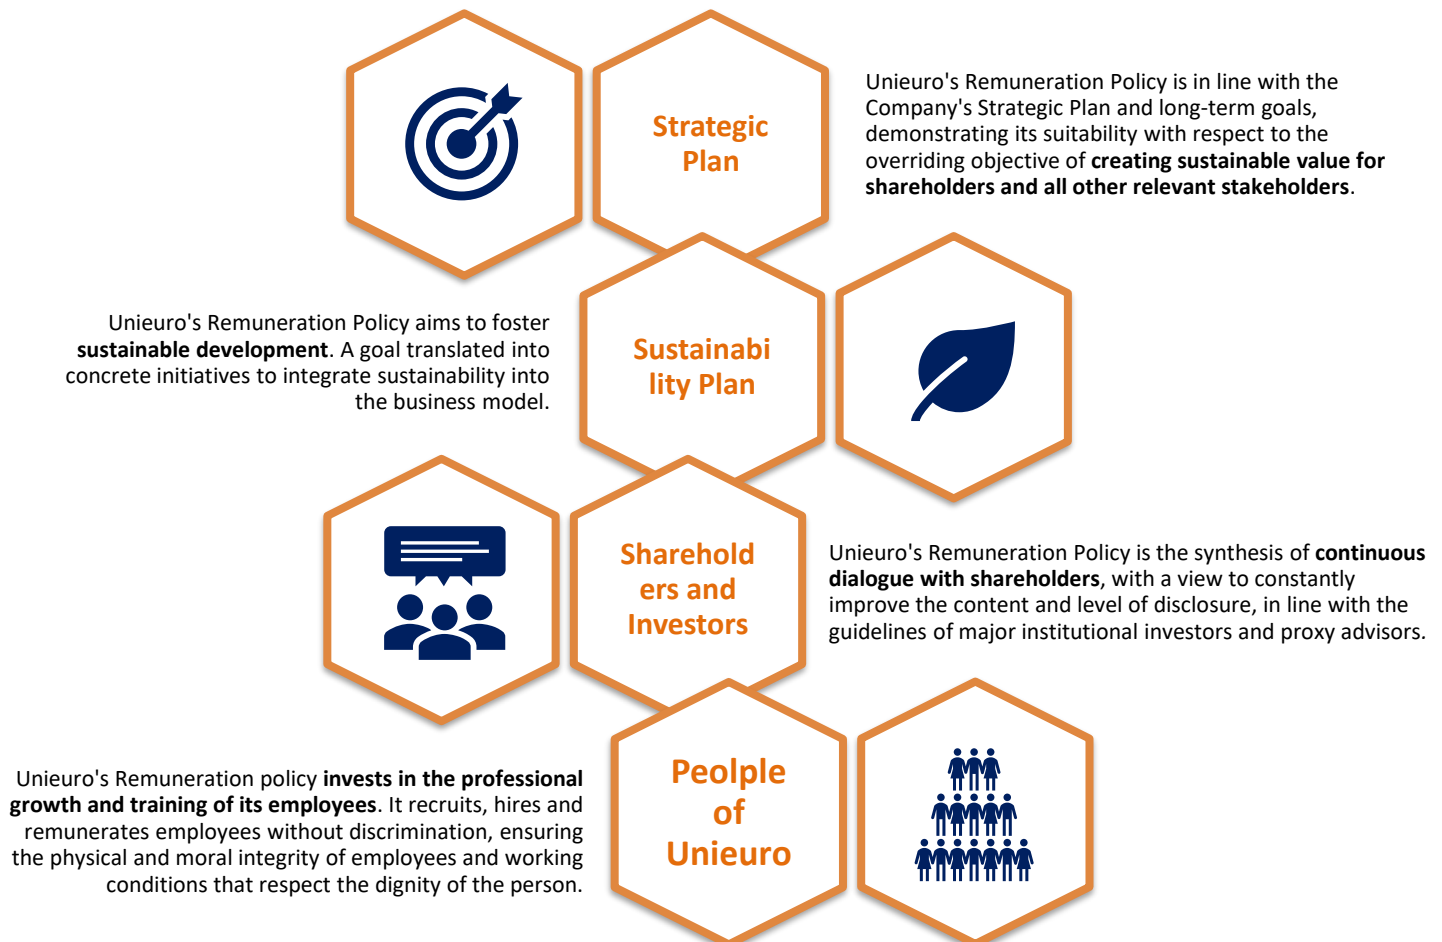 Strategic
Plan
Unieuro's Remuneration Policy is in line with the
Company's Strategic Plan and long-term goals,
demonstrating its suitability with respect to the
overriding objective of creating sustainable value for
shareholders and all other relevant stakeholders.
Unieuro's Remuneration Policy aims to foster
sustainable development. A goal translated into
concrete initiatives to integrate sustainability into
the business model.
Sustainabi
lity Plan
Sharehold
ers and
Investors
Unieuro's Remuneration Policy is the synthesis of continuous
dialogue with shareholders, with a view to constantly
improve the content and level of disclosure, in line with the
guidelines of major institutional investors and proxy advisors.
Unieuro's Remuneration policy invests in the professional
growth and training of its employees. It recruits, hires and
remunerates employees without discrimination, ensuring
the physical and moral integrity of employees and working
conditions that respect the dignity of the person.
Peolple
of
Unieuro